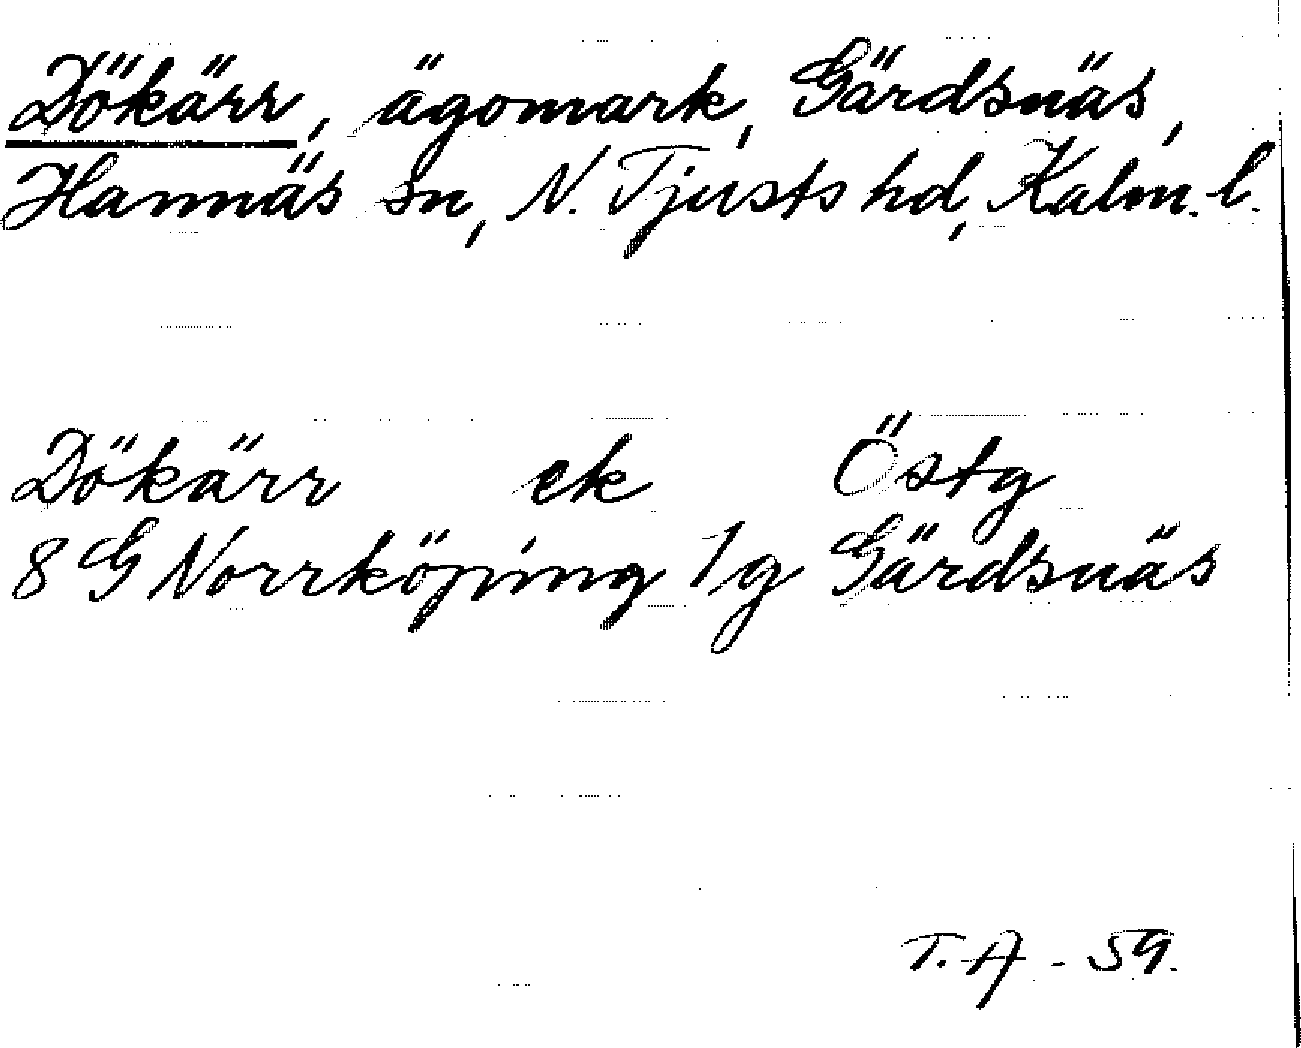 Dökärr, ägomark, Gärdsnäs,
Hannäs sn, N. Tjusts hd, Kalm. l.
Dökärr ek Östg
8 G Norrköping 1 g Gärdsnäs
T. A - 59.